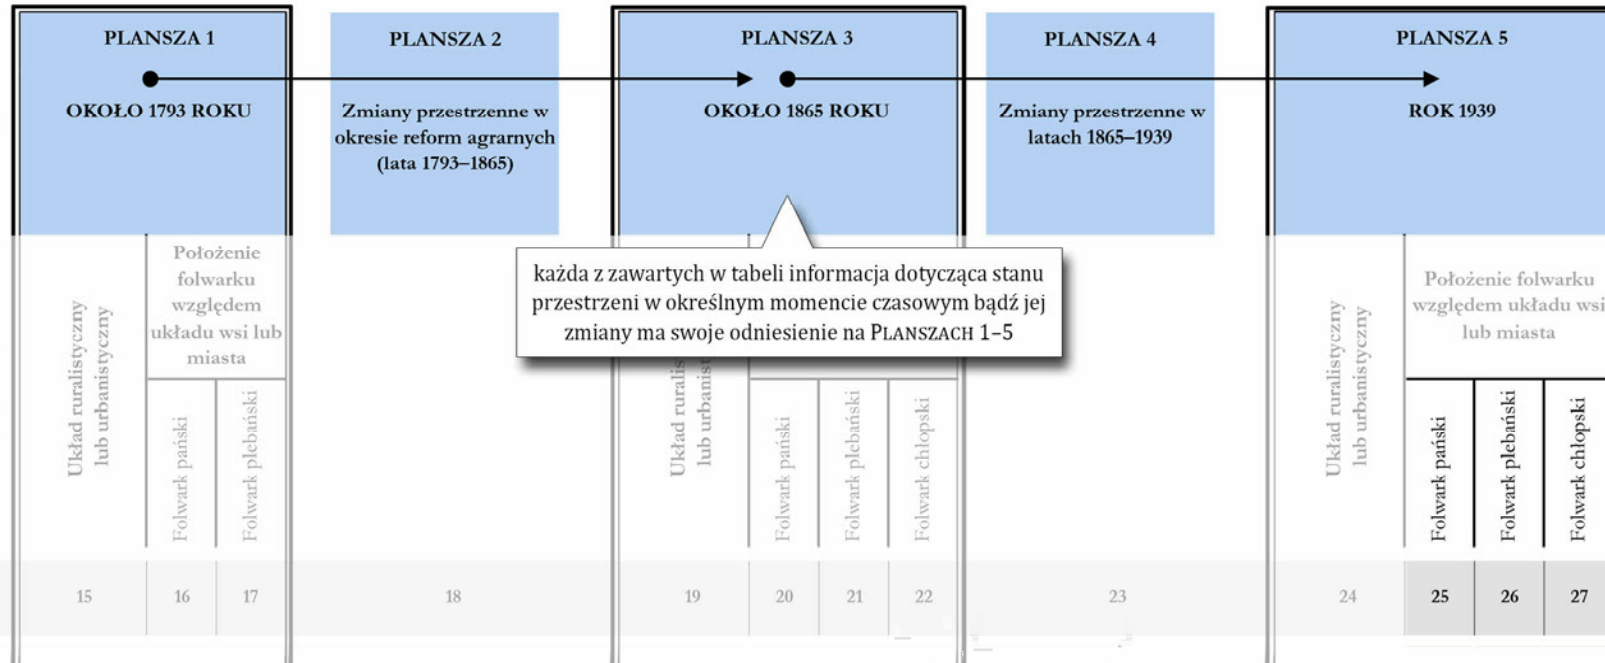 PLANSZA 1
OKOŁO 1793 ROKU
PLANSZA 2
Zmiany przestrzenne w
okresie reform agrarnych
(lata 1793–1865)
PLANSZA 3
OKOŁO 1865 ROKU
PLANSZA 4
Zmiany przestrzenne w
latach 1865–1939
PLANSZA 5
ROK 1939
każda z zawartych w tabeli informacja dotycząca stanu
przestrzeni w określnym momencie czasowym bądź jej
zmiany ma swoje odniesienie na PLANSZACH 1–5
Układ ruralistyczny
lub urbanistyczny
Położenie
folwarku
względem
układu wsi lub
miasta
Folwark pański
Folwark plebański
Układ ruralistyczny
lub urbanist
Folwark pański
Folwark plebański
Folwark chłopski
Układ ruralistyczny
lub urbanistyczny
Położenie folwarku
względem układu wsi
lub miasta
Folwark pański
Folwark plebański
Folwark chłopski
15
16
17
18
19
20
21
22
23
24
25
26
27